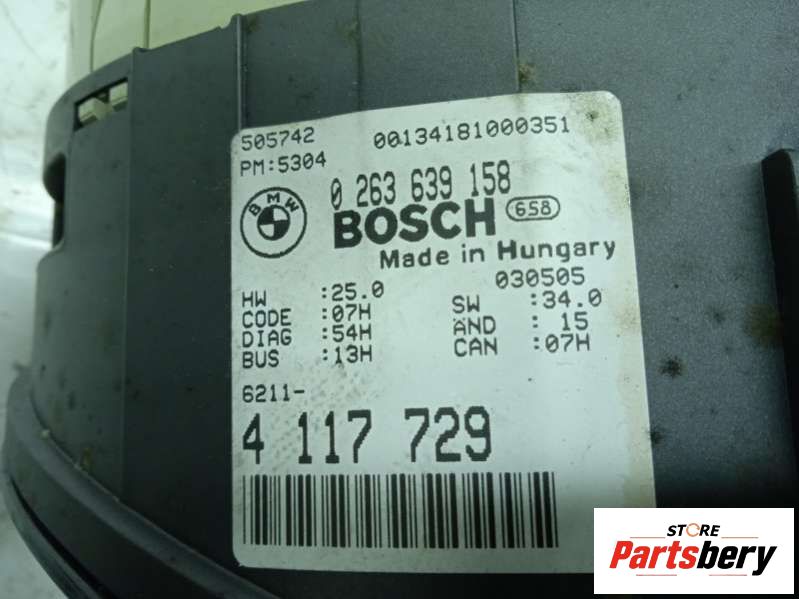 505742 00134181000351
PM:5304
0 263 639 158
BMW
BOSCH 658
Made in Hungary
030505
HW :25.0 SW :34.0
CODE :07H AND : 15
DIAG :54H CAN :07H
BUS :13H
6211-
4 117 729
STORE
Partsbery